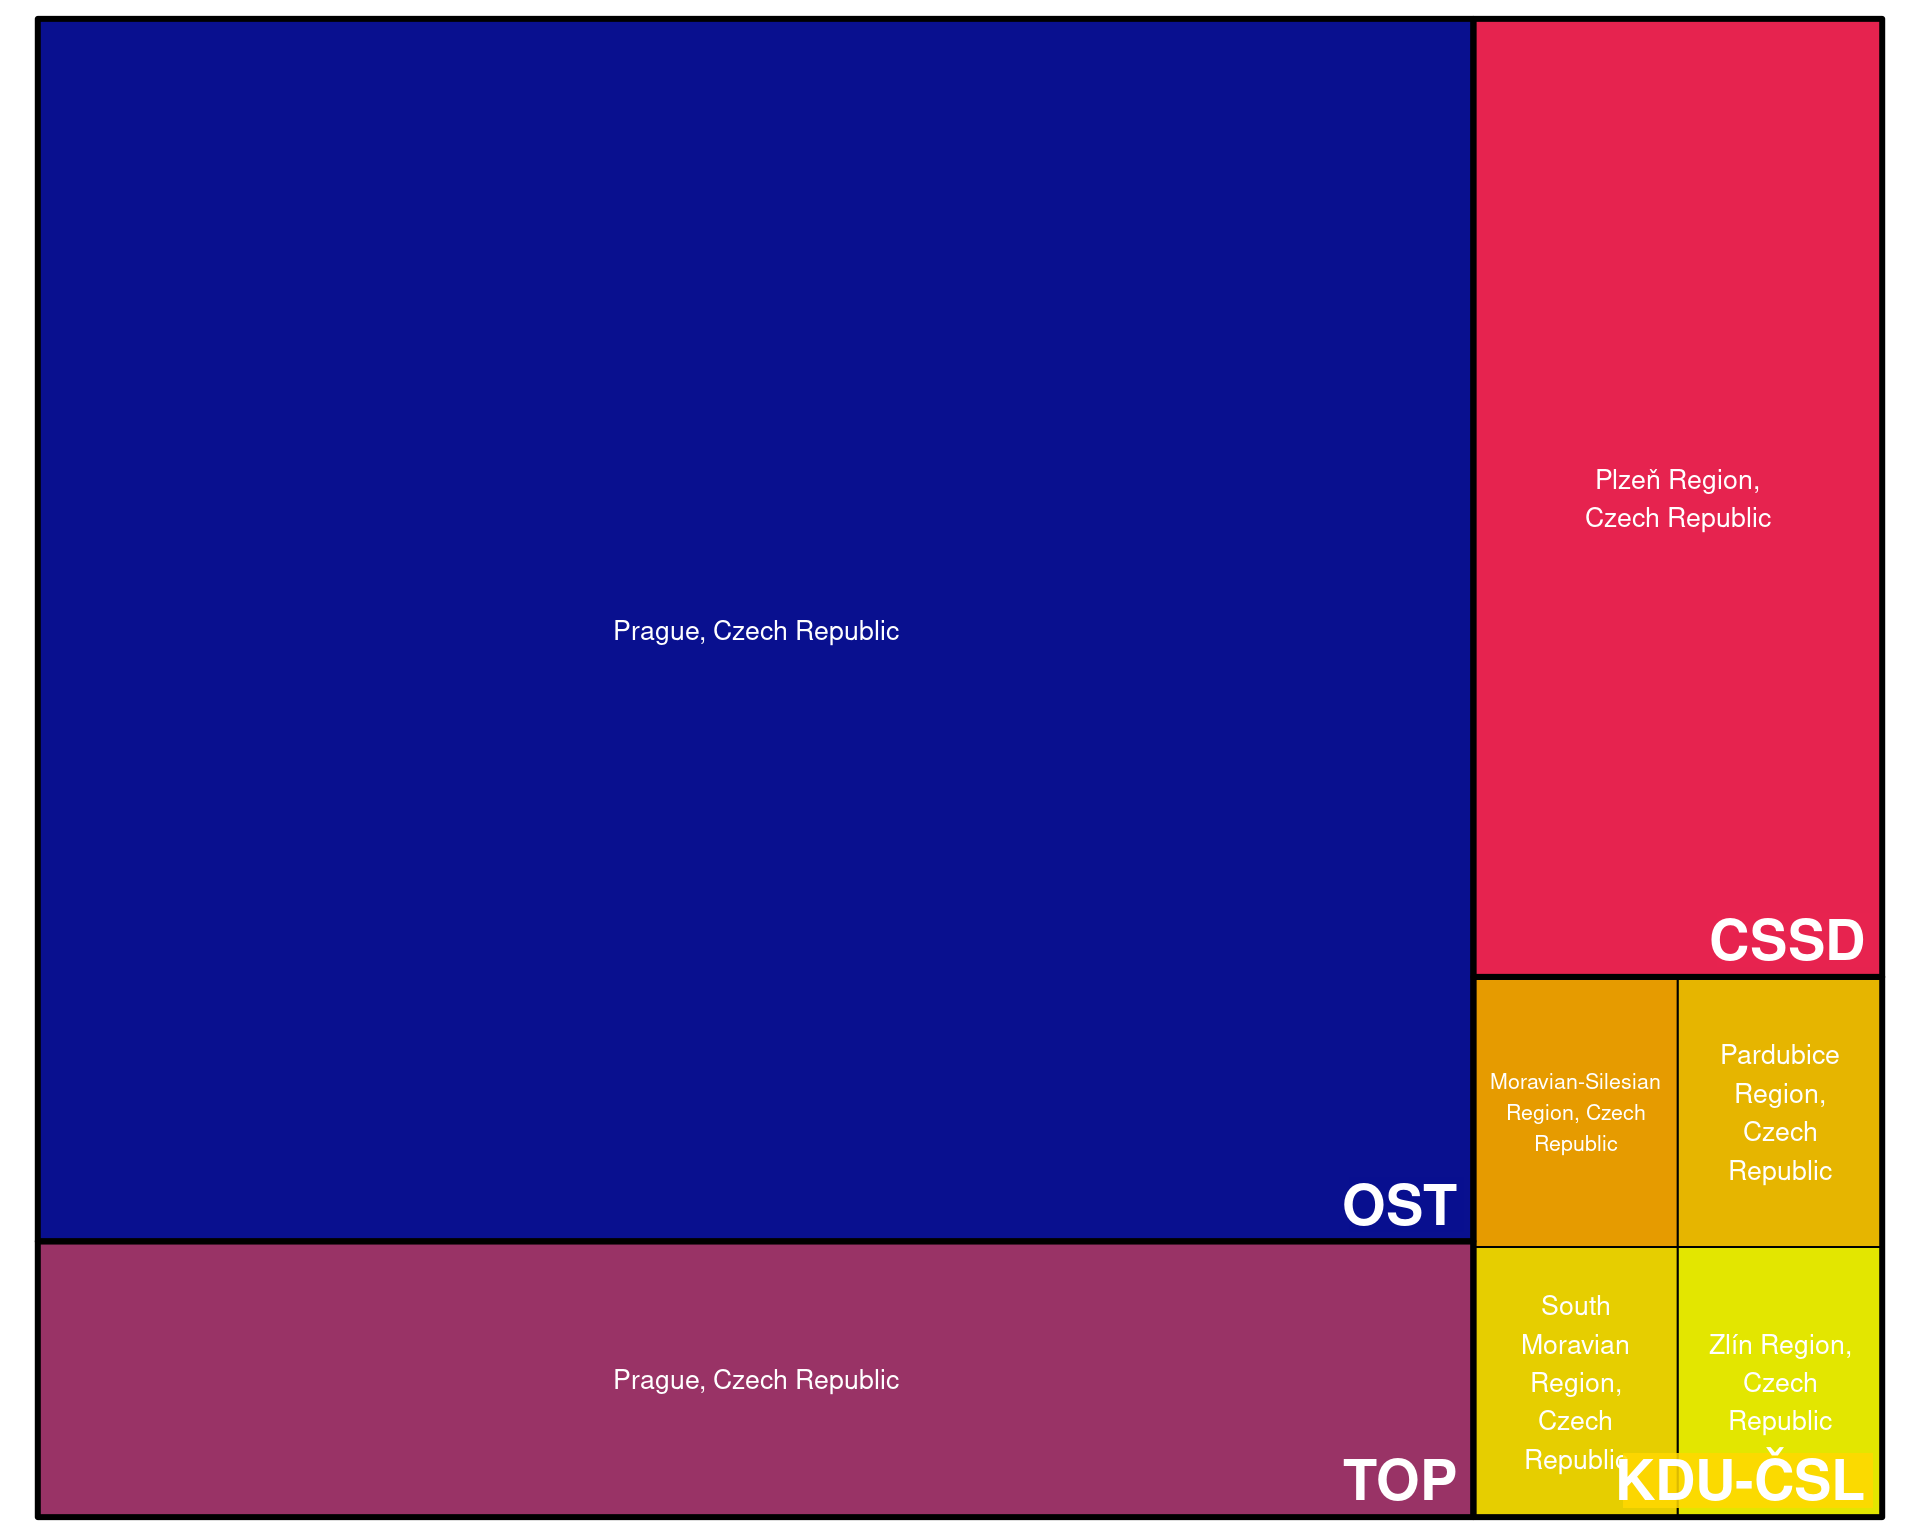 Prague, Czech Republic
OST
Prague, Czech Republic
TOP
Plzeň Region,
Czech Republic
CSSD
Moravian-Silesian
Region, Czech
Republic
Pardubice
Region,
Czech
Republic
South
Moravian
Region,
Czech
Republic
Zlín Region,
Czech
Republic
KDU-ČSL